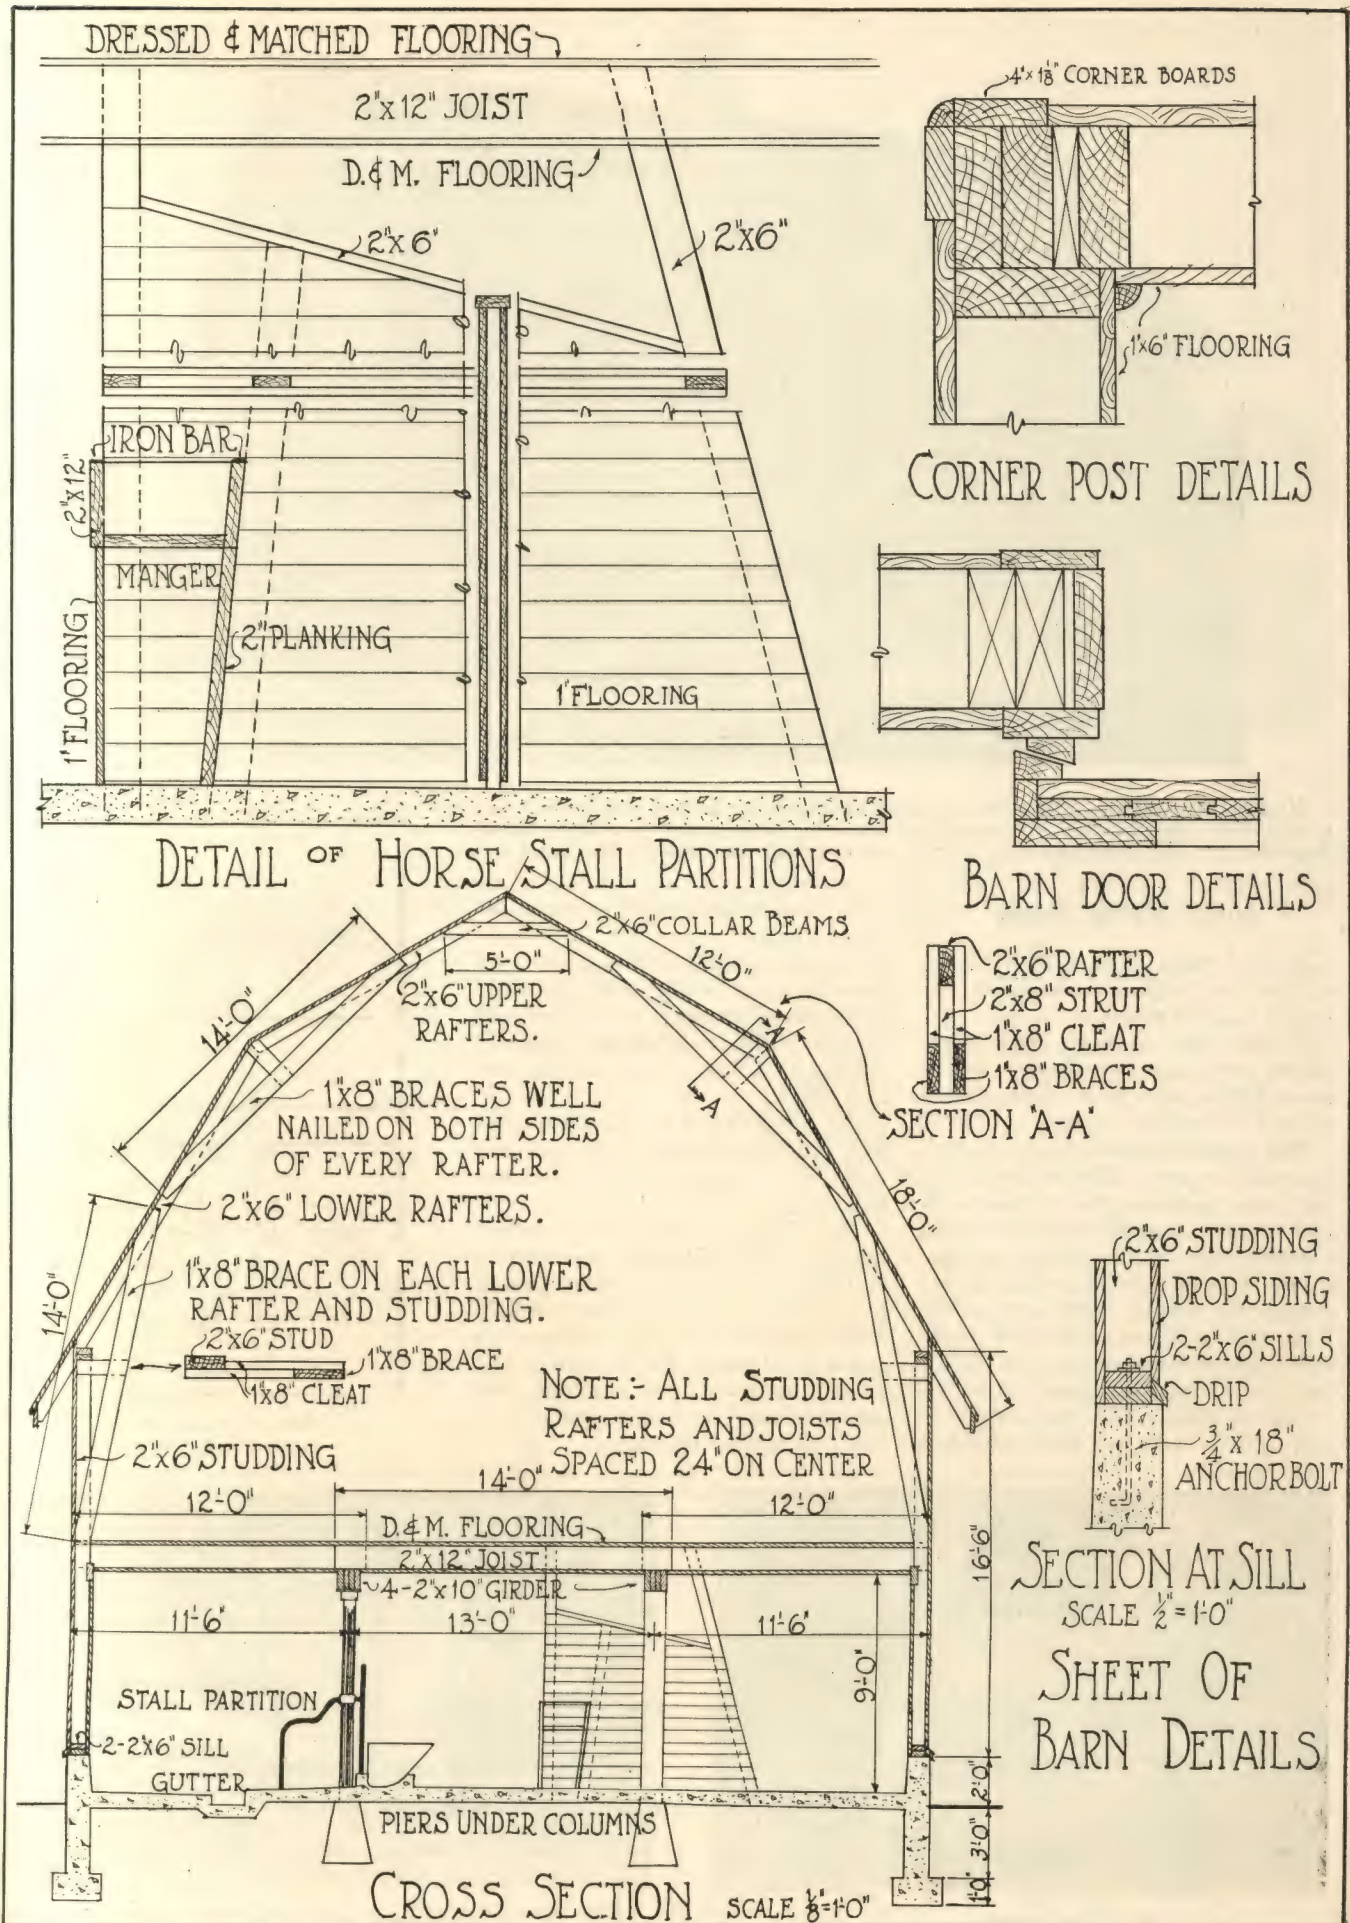 DRESSED & MATCHED FLOORING
2"x12" JOIST
D.& M. FLOORING
2"x6"
2"x6"
IRON BAR
2"x12"
MANGER
1" FLOORING
2" PLANKING
1" FLOORING
DETAIL OF HORSE STALL PARTITIONS
4"x1⅛" CORNER BOARDS
1"x6" FLOORING
CORNER POST DETAILS
BARN DOOR DETAILS
2"x6" COLLAR BEAMS
5'-0"
12'-0"
2"x6" UPPER
RAFTERS.
14'-0"
A
A
1"x8" BRACES WELL
NAILED ON BOTH SIDES
OF EVERY RAFTER.
2"x6" RAFTER
2"x8" STRUT
1"x8" CLEAT
1"x8" BRACES
SECTION "A-A"
2"x6" LOWER RAFTERS.
18'-0"
14'-0"
1"x8" BRACE ON EACH LOWER
RAFTER AND STUDDING.
2"x6" STUD
1"x8" BRACE
1"x8" CLEAT
NOTE:- ALL STUDDING
RAFTERS AND JOISTS
SPACED 24" ON CENTER
2"x6" STUDDING
12'-0"
14'-0"
12'-0"
D.& M. FLOORING
2"x12" JOIST
4-2"x10" GIRDER
11'-6"
13'-0"
11'-6"
9'-0"
16'-6"
2'-0"
3'-0"
1'-0"
STALL PARTITION
2-2"x6" SILL
GUTTER
PIERS UNDER COLUMNS
CROSS SECTION SCALE ⅛"=1'-0"
2"x6" STUDDING
DROP SIDING
2-2"x6" SILLS
DRIP
¾" x 18"
ANCHOR BOLT
SECTION AT SILL
SCALE ½"=1'-0"
SHEET OF
BARN DETAILS